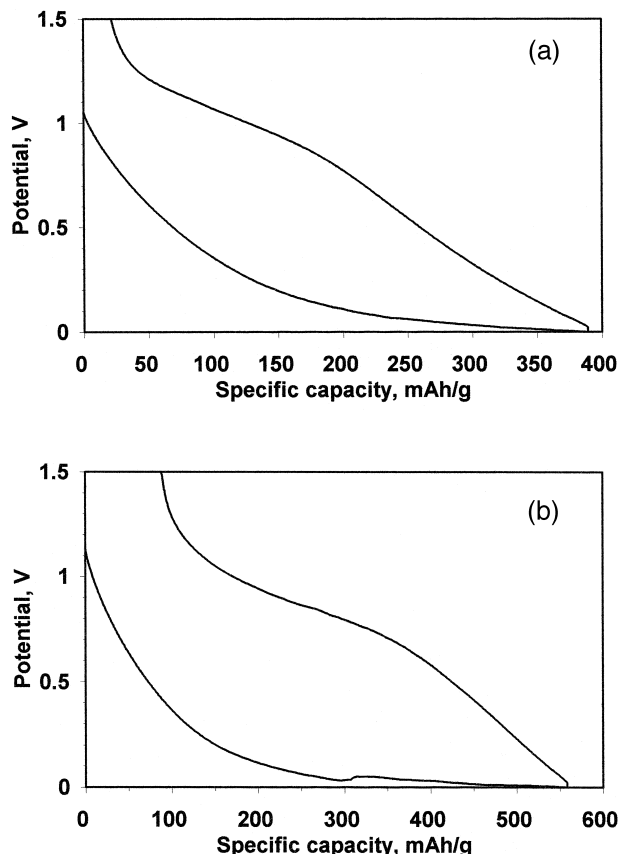 (a)
Potential, V
1.5
1
0.5
0
0 50 100 150 200 250 300 350 400
Specific capacity, mAh/g
(b)
Potential, V
1.5
1
0.5
0
0 100 200 300 400 500 600
Specific capacity, mAh/g